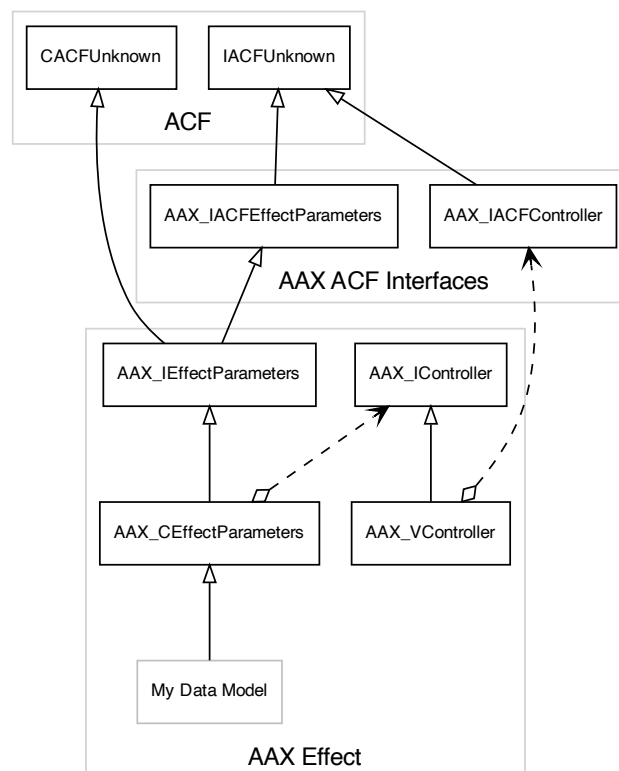 CACFUnknown
IACFUnknown
ACF
AAX_IACFEffectParameters
AAX_IACFController
AAX ACF Interfaces
AAX_IEffectParameters
AAX_IController
AAX_CEffectParameters
AAX_VController
My Data Model
AAX Effect